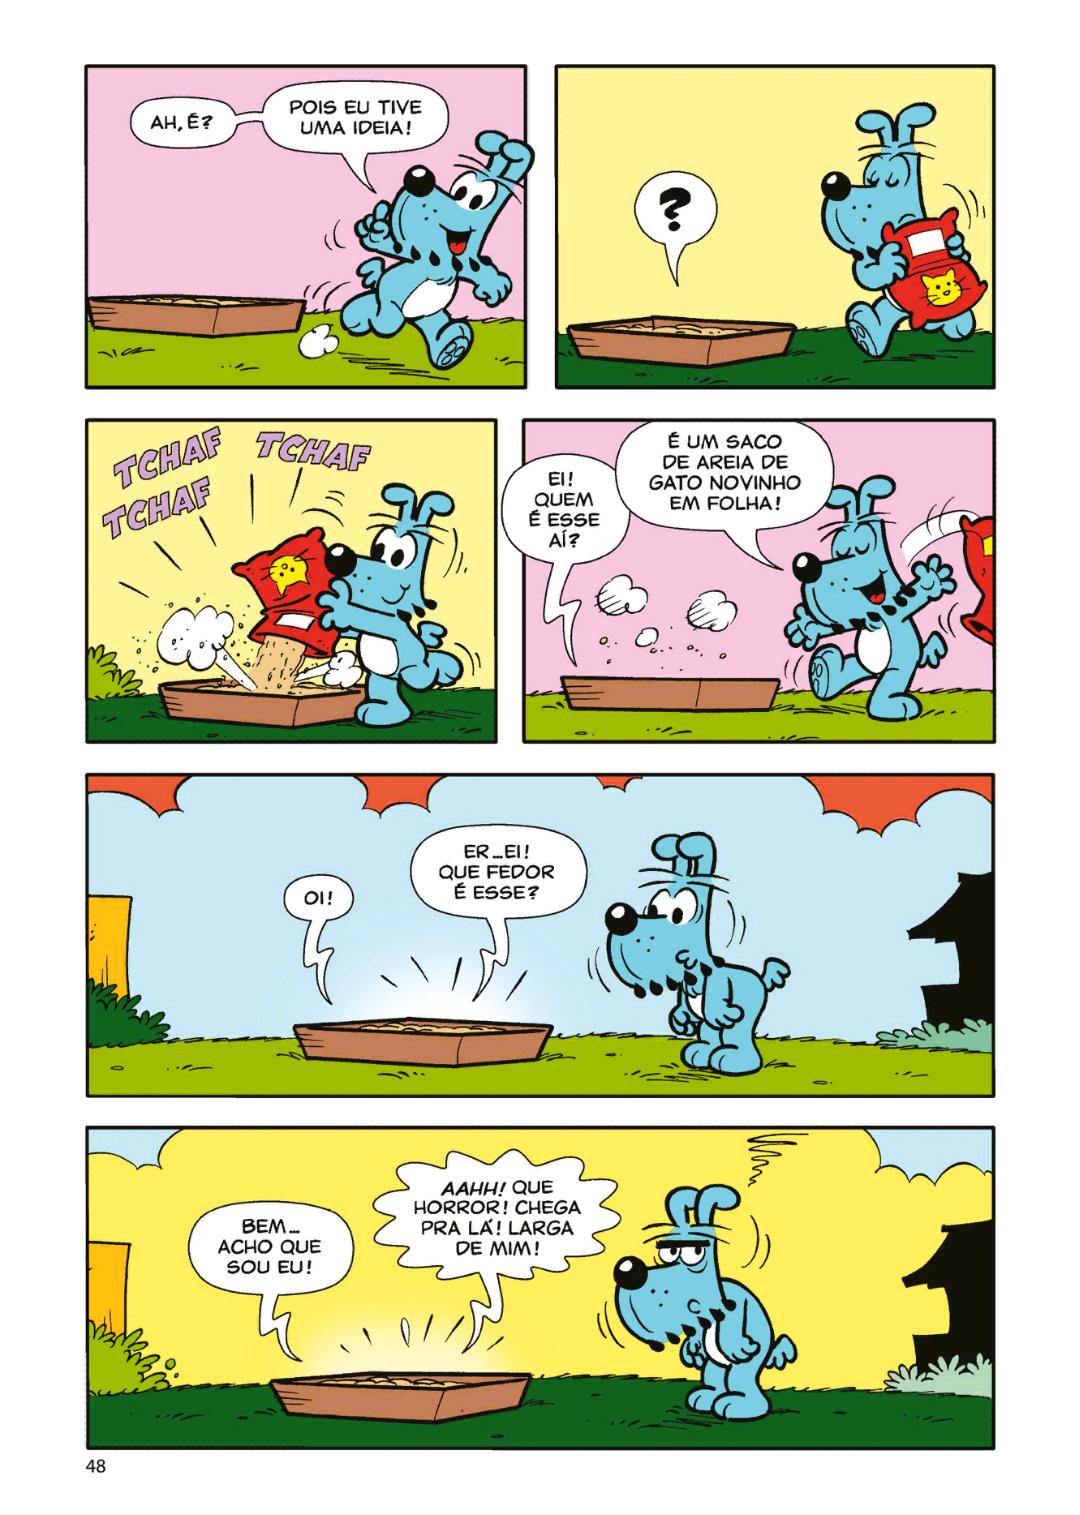 AH, É?
POIS EU TIVE
UMA IDEIA!
?
TCHAF
TCHAF
TCHAF
EI!
QUEM
É ESSE
AÍ?
É UM SACO
DE AREIA DE
GATO NOVINHO
EM FOLHA!
OI!
ER...EI!
QUE FEDOR
É ESSE?
BEM...
ACHO QUE
SOU EU!
AAHH! QUE
HORROR! CHEGA
PRA LÁ! LARGA
DE MIM!
48